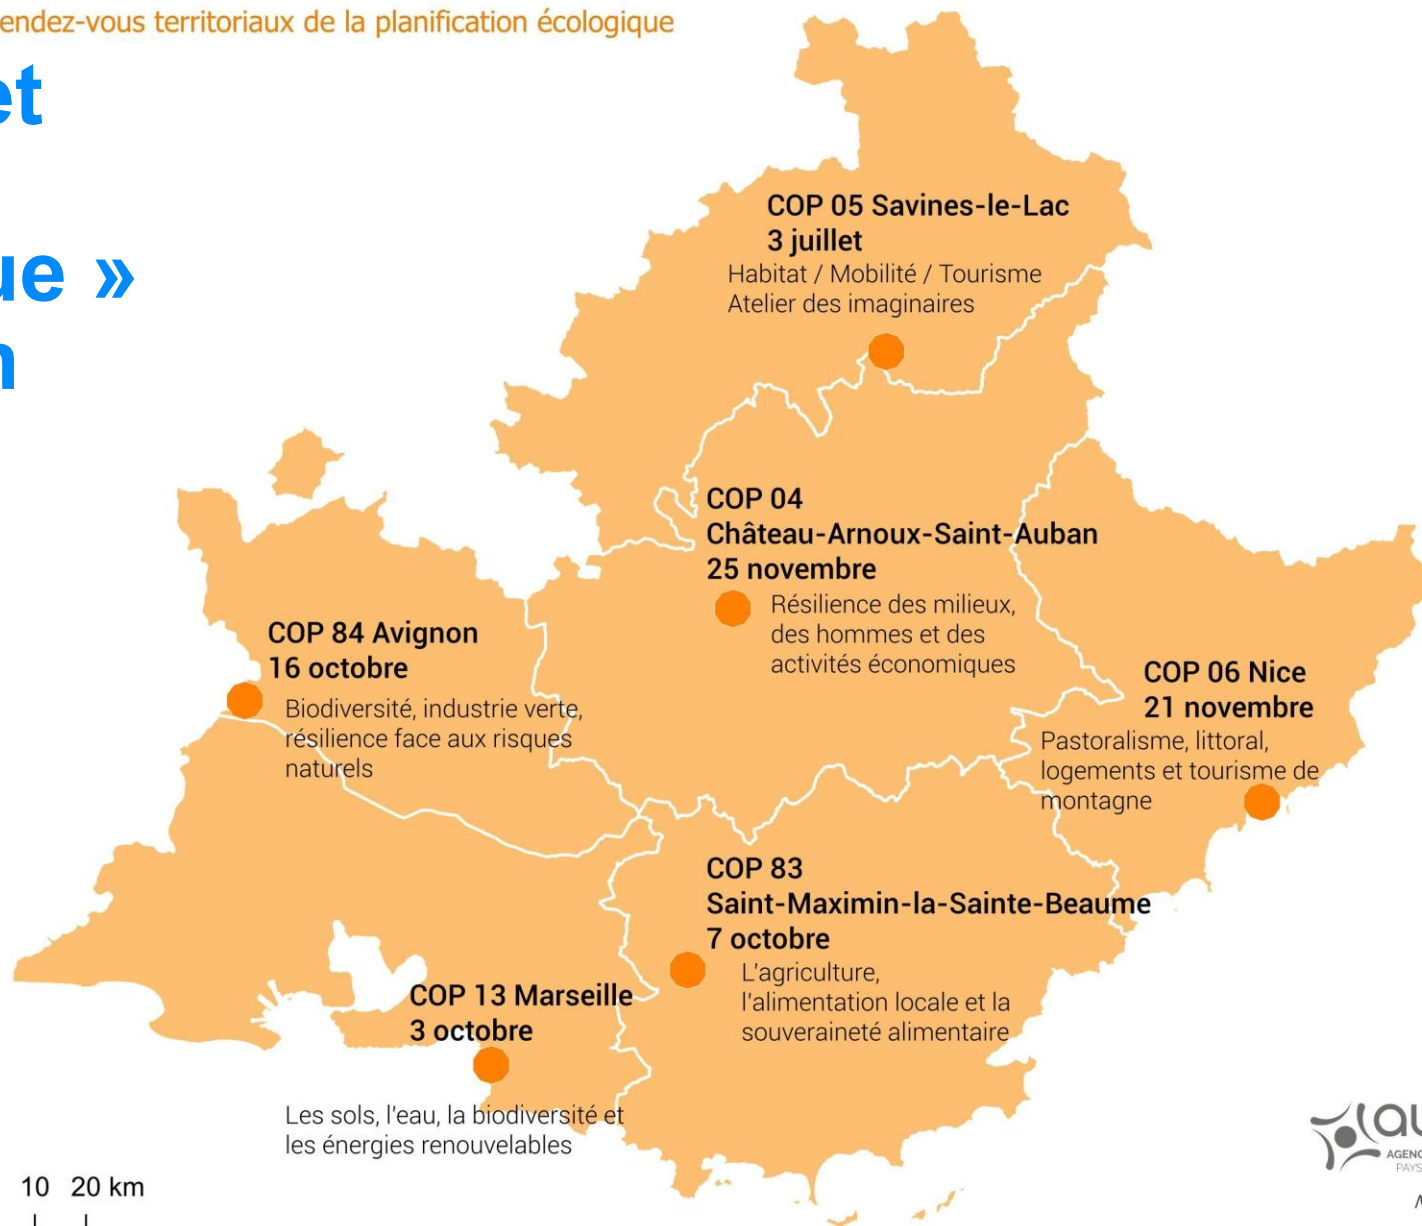 endez-vous territoriaux de la planification écologique
et
ue »
n
COP 05 Savines-le-Lac
3 juillet
Habitat / Mobilité / Tourisme
Atelier des imaginaires
COP 04
Château-Arnoux-Saint-Auban
25 novembre
Résilience des milieux,
des hommes et des
activités économiques
COP 84 Avignon
16 octobre
Biodiversité, industrie verte,
résilience face aux risques
naturels
COP 06 Nice
21 novembre
Pastoralisme, littoral,
logements et tourisme de
montagne
COP 83
Saint-Maximin-la-Sainte-Beaume
7 octobre
L'agriculture,
l'alimentation locale et la
souveraineté alimentaire
COP 13 Marseille
3 octobre
Les sols, l'eau, la biodiversité et
les énergies renouvelables
10 20 km
AGENC
PAYS